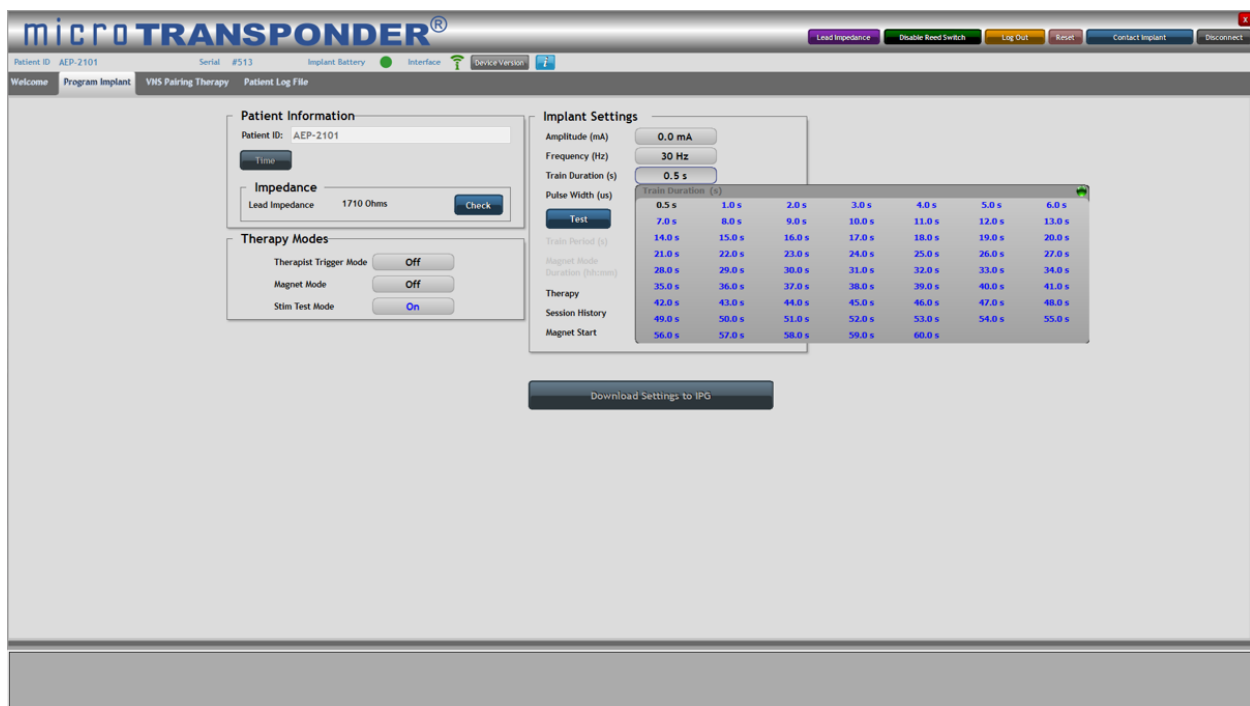 microTRANSPONDER®
X
Lead Impedance Disable Reed Switch Log Out Reset Contact Implant Disconnect
Patient ID AEP-2101 Serial #513 Implant Battery Interface Device Version i
Welcome Program Implant VNS Pairing Therapy Patient Log File
Patient Information
Patient ID: AEP-2101
Time
Impedance
Lead Impedance 1710 Ohms Check
Therapy Modes
Therapist Trigger Mode Off
Magnet Mode Off
Stim Test Mode On
Implant Settings
Amplitude (mA) 0.0 mA
Frequency (Hz) 30 Hz
Train Duration (s) 0.5 s
Pulse Width (us)
Test
Train Period (s)
Magnet Mode
Duration (hh:mm)
Therapy
Session History
Magnet Start
Train Duration (s)
0.5 s 1.0 s 2.0 s 3.0 s 4.0 s 5.0 s 6.0 s
7.0 s 8.0 s 9.0 s 10.0 s 11.0 s 12.0 s 13.0 s
14.0 s 15.0 s 16.0 s 17.0 s 18.0 s 19.0 s 20.0 s
21.0 s 22.0 s 23.0 s 24.0 s 25.0 s 26.0 s 27.0 s
28.0 s 29.0 s 30.0 s 31.0 s 32.0 s 33.0 s 34.0 s
35.0 s 36.0 s 37.0 s 38.0 s 39.0 s 40.0 s 41.0 s
42.0 s 43.0 s 44.0 s 45.0 s 46.0 s 47.0 s 48.0 s
49.0 s 50.0 s 51.0 s 52.0 s 53.0 s 54.0 s 55.0 s
56.0 s 57.0 s 58.0 s 59.0 s 60.0 s
Download Settings to IPG